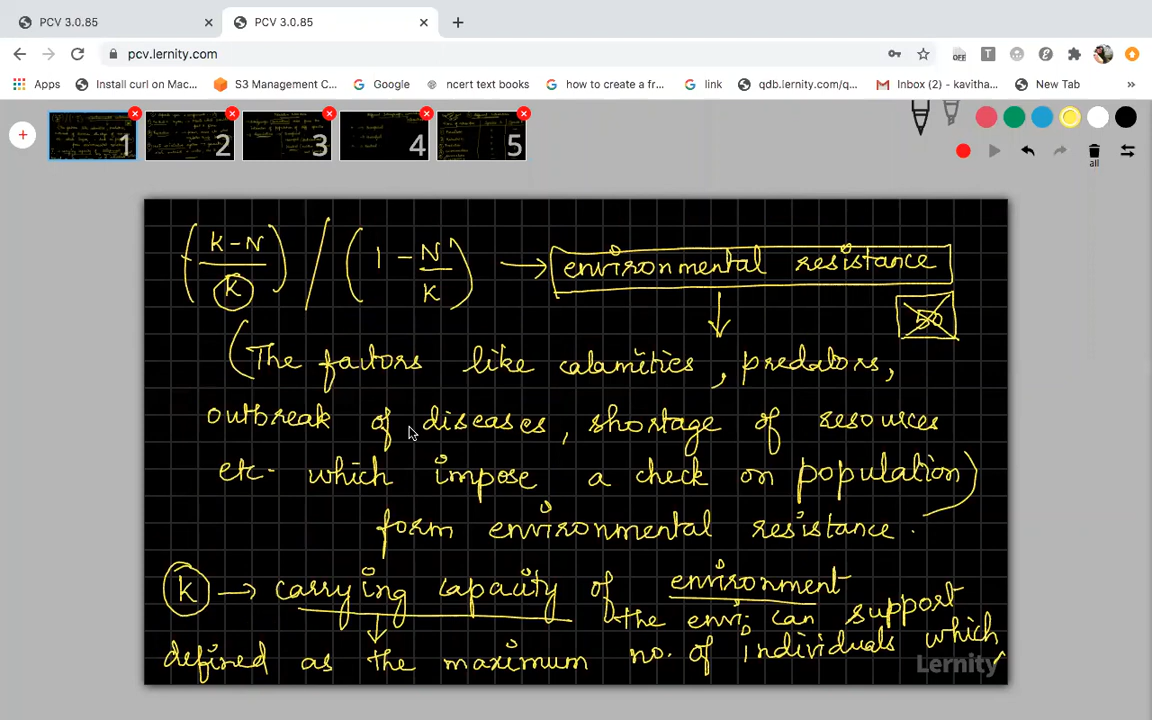 PCV 3.0.85
PCV 3.0.85
pcv.lernity.com
OFF
Apps Install curl on Mac... S3 Management C... Google ncert text books how to create a fr... link qdb.lernity.com/q... Inbox (2) - kavitha... New Tab »
1 2 3 4 5
all
(K-N/K) / (1 - N/K) → environmental resistance
50
(The factors like calamities, predators,
outbreak of diseases, shortage of resources
etc. which impose a check on population)
form environmental resistance.
K → carrying capacity of environment
the envi. can support
defined as the maximum no. of individuals which
Lernity